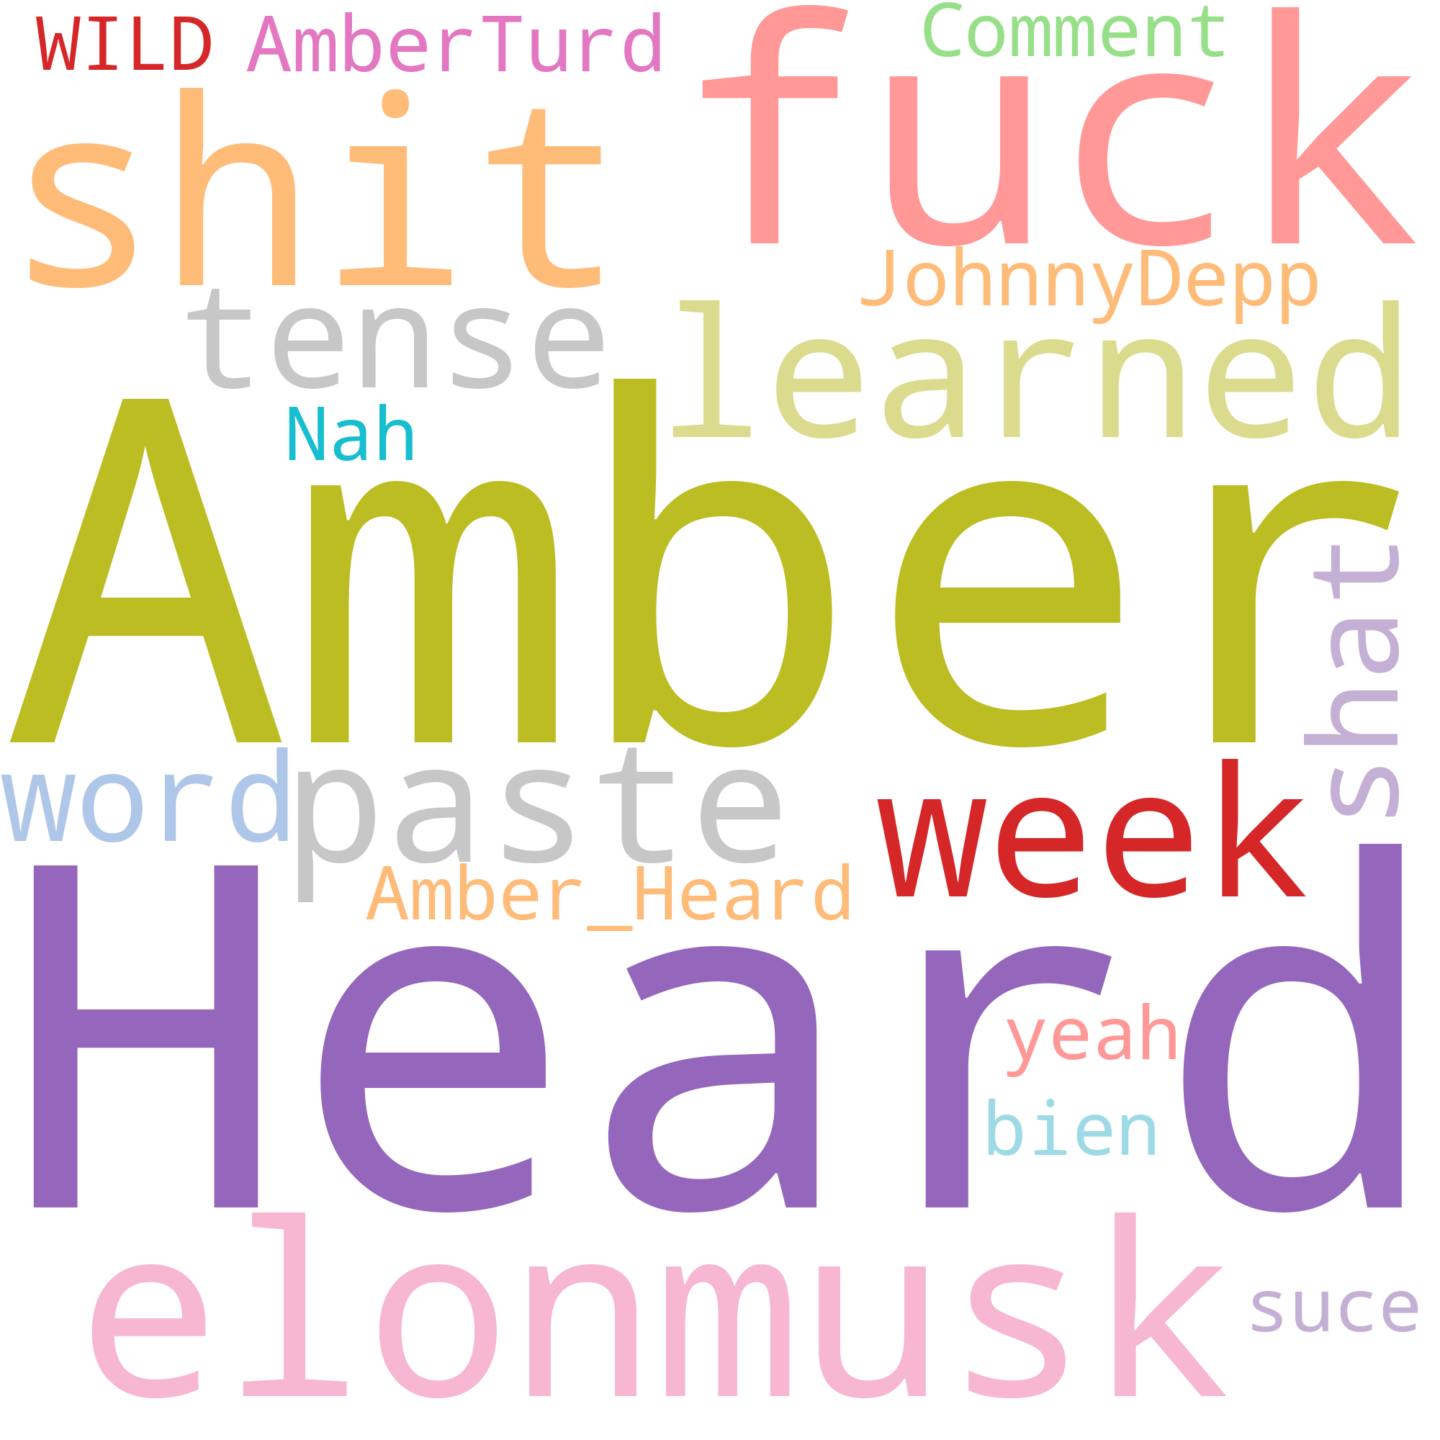 WILD
AmberTurd
Comment
fuck
shit
JohnnyDepp
tense
learned
Nah
Amber
shat
word
paste
week
Amber_Heard
Heard
yeah
bien
elonmusk
suce